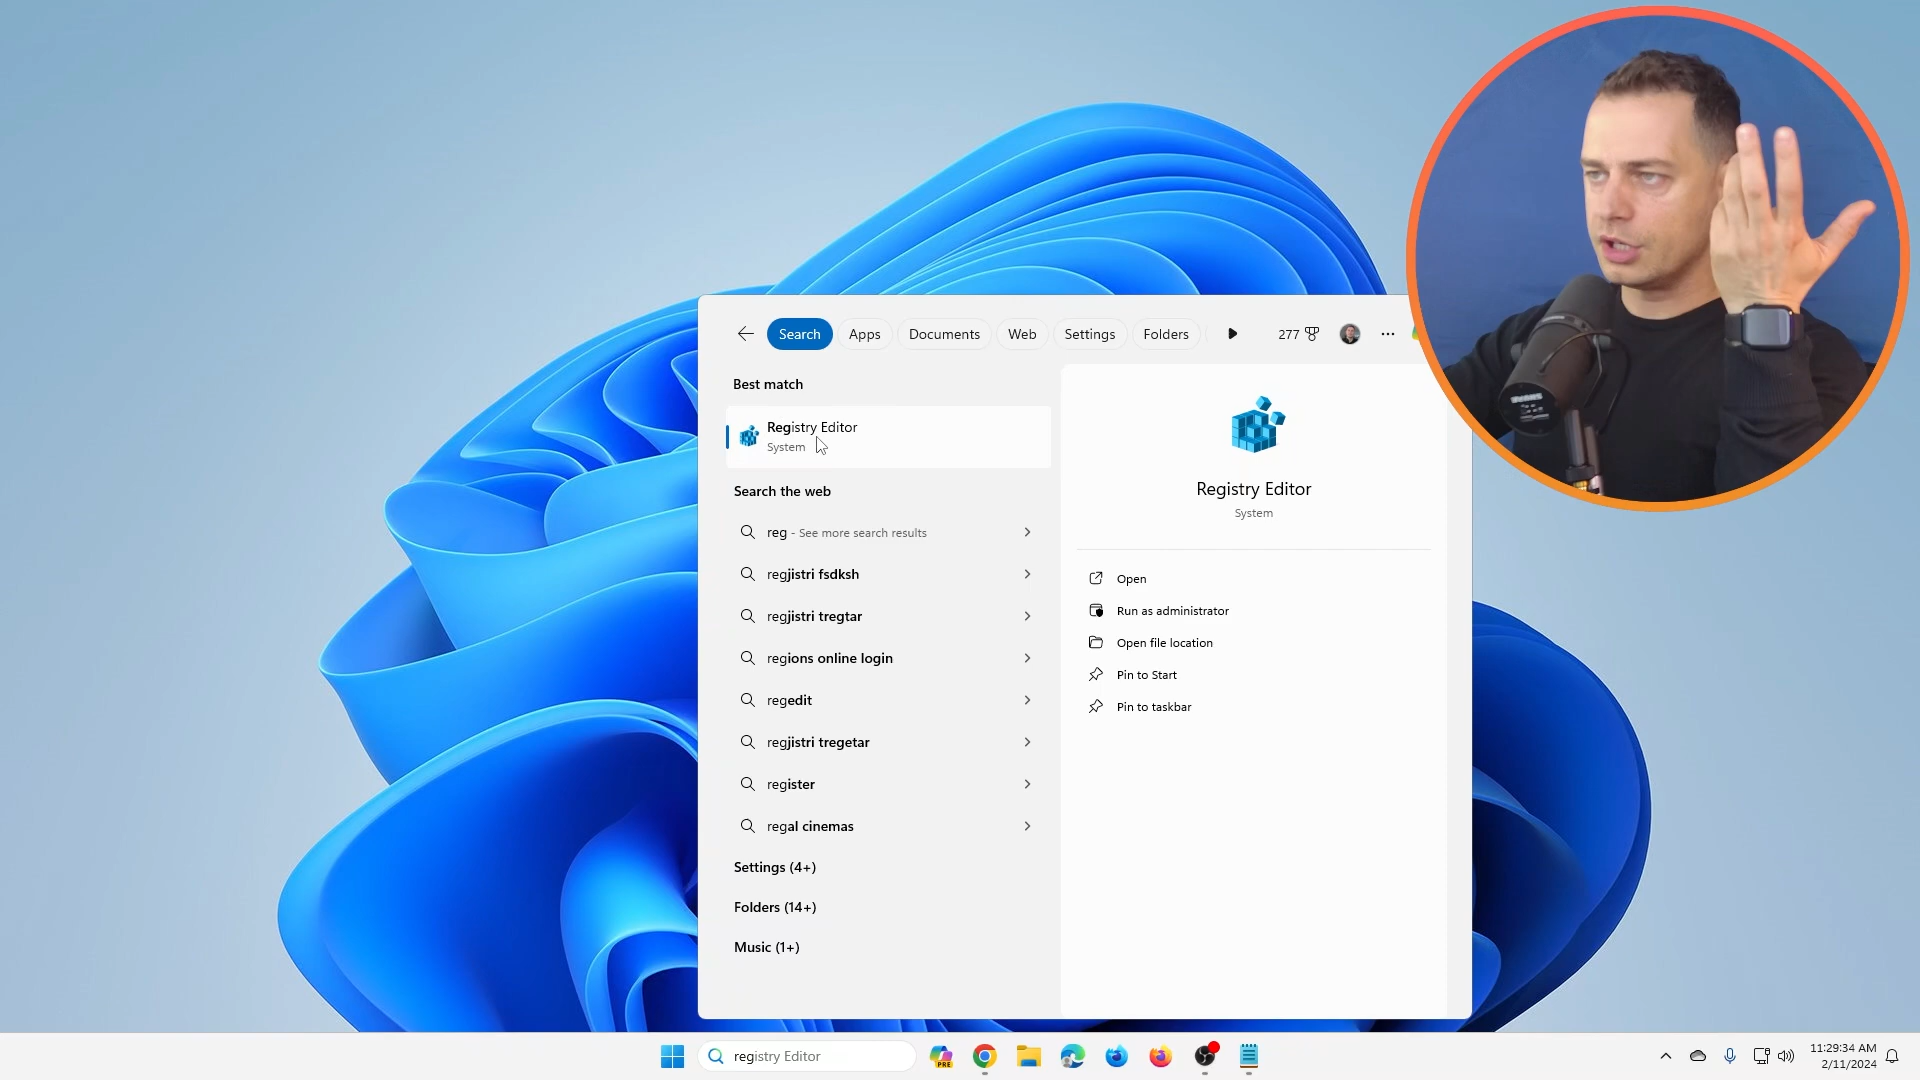 Search
Apps
Documents
Web
Settings
Folders
277
Best match
Registry Editor
System
Search the web
reg - See more search results
regjistri fsdksh
regjistri tregtar
regions online login
regedit
regjistri tregetar
register
regal cinemas
Settings (4+)
Folders (14+)
Music (1+)
Registry Editor
System
Open
Run as administrator
Open file location
Pin to Start
Pin to taskbar
registry Editor
PRE
11:29:34 AM
2/11/2024